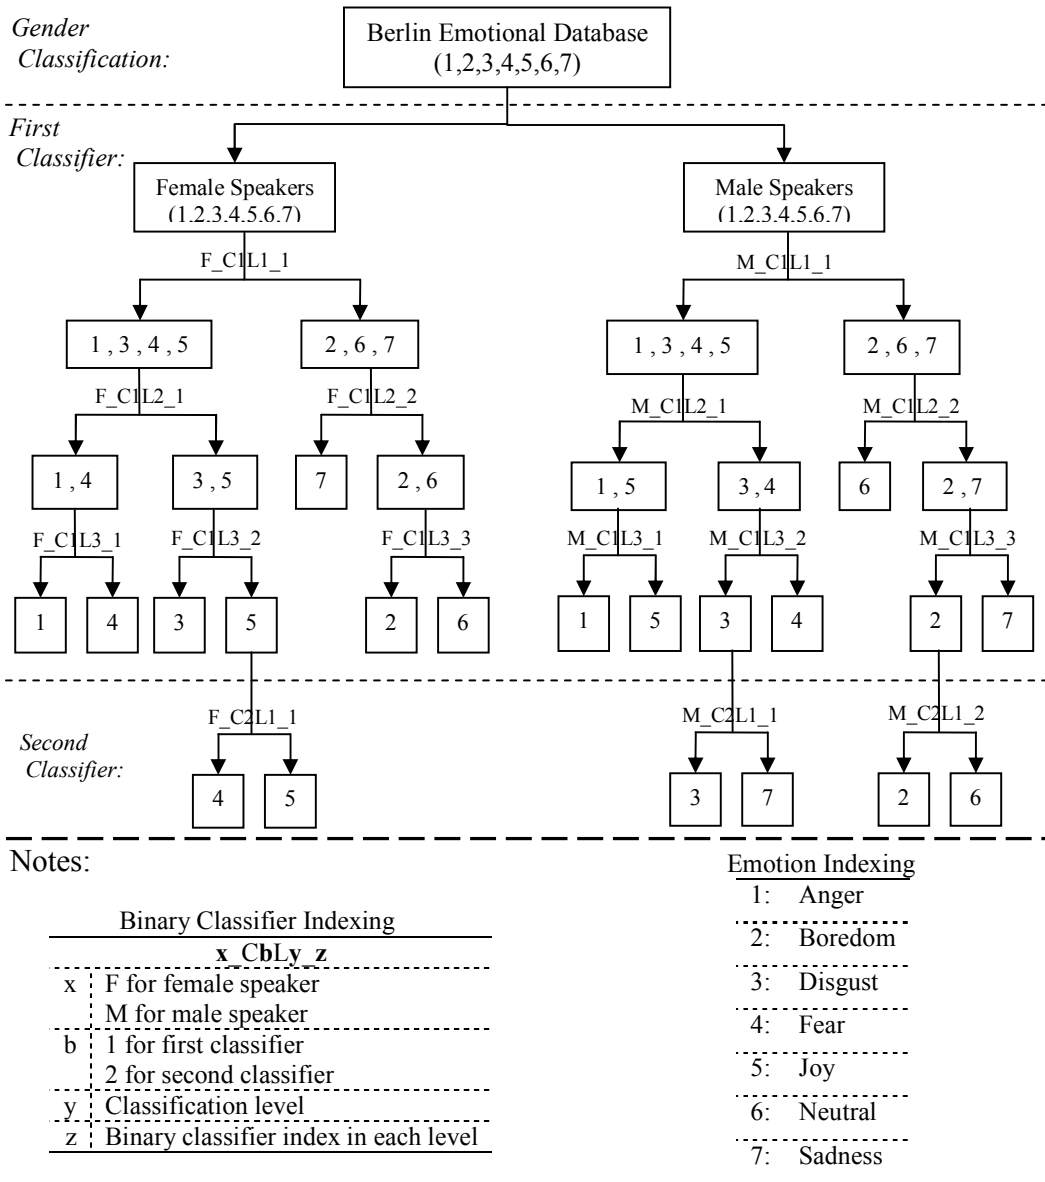 Gender
Classification:
Berlin Emotional Database
(1,2,3,4,5,6,7)
First
Classifier:
Female Speakers
(1,2,3,4,5,6,7)
Male Speakers
(1,2,3,4,5,6,7)
F_C1L1_1
M_C1L1_1
1 , 3 , 4 , 5
2 , 6 , 7
1 , 3 , 4 , 5
2 , 6 , 7
F_C1L2_1
F_C1L2_2
M_C1L2_1
M_C1L2_2
1 , 4
3 , 5
7
2 , 6
1 , 5
3 , 4
6
2 , 7
F_C1L3_1
F_C1L3_2
F_C1L3_3
M_C1L3_1
M_C1L3_2
M_C1L3_3
1
4
3
5
2
6
1
5
3
4
2
7
F_C2L1_1
M_C2L1_1
M_C2L1_2
Second
Classifier:
4
5
3
7
2
6
Notes:
Binary Classifier Indexing
x_CbLy_z
x F for female speaker
M for male speaker
b 1 for first classifier
2 for second classifier
y Classification level
z Binary classifier index in each level
Emotion Indexing
1: Anger
2: Boredom
3: Disgust
4: Fear
5: Joy
6: Neutral
7: Sadness